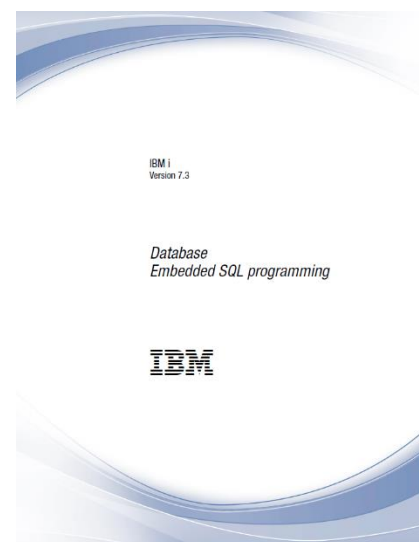 IBM i
Version 7.3
Database
Embedded SQL programming
IBM